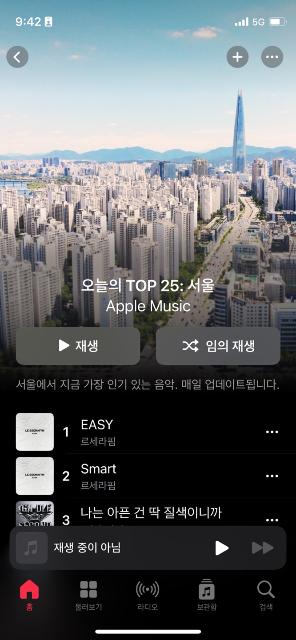 9:42
5G
오늘의 TOP 25: 서울
Apple Music
재생
임의 재생
서울에서 지금 가장 인기 있는 음악. 매일 업데이트됩니다.
1
EASY
르세라핌
2
Smart
르세라핌
3
나는 아픈 건 딱 질색이니까
재생 중이 아님
홈
둘러보기
라디오
보관함
검색